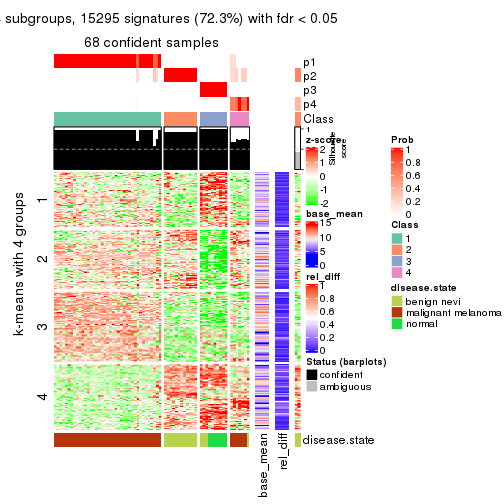 subgroups, 15295 signatures (72.3%) with fdr < 0.05
68 confident samples
p1
p2
p3
p4
Class
1
Silhouette
score
z-score
2
1
0
-1
-2
base_mean
15
10
5
0
rel_diff
1
0.8
0.6
0.4
0.2
0
Status (barplots)
confident
ambiguous
Prob
1
0.8
0.6
0.4
0.2
0
Class
1
2
3
4
disease.state
benign nevi
malignant melanoma
normal
k-means with 4 groups
1
2
3
4
disease.state
base_mean
rel_diff